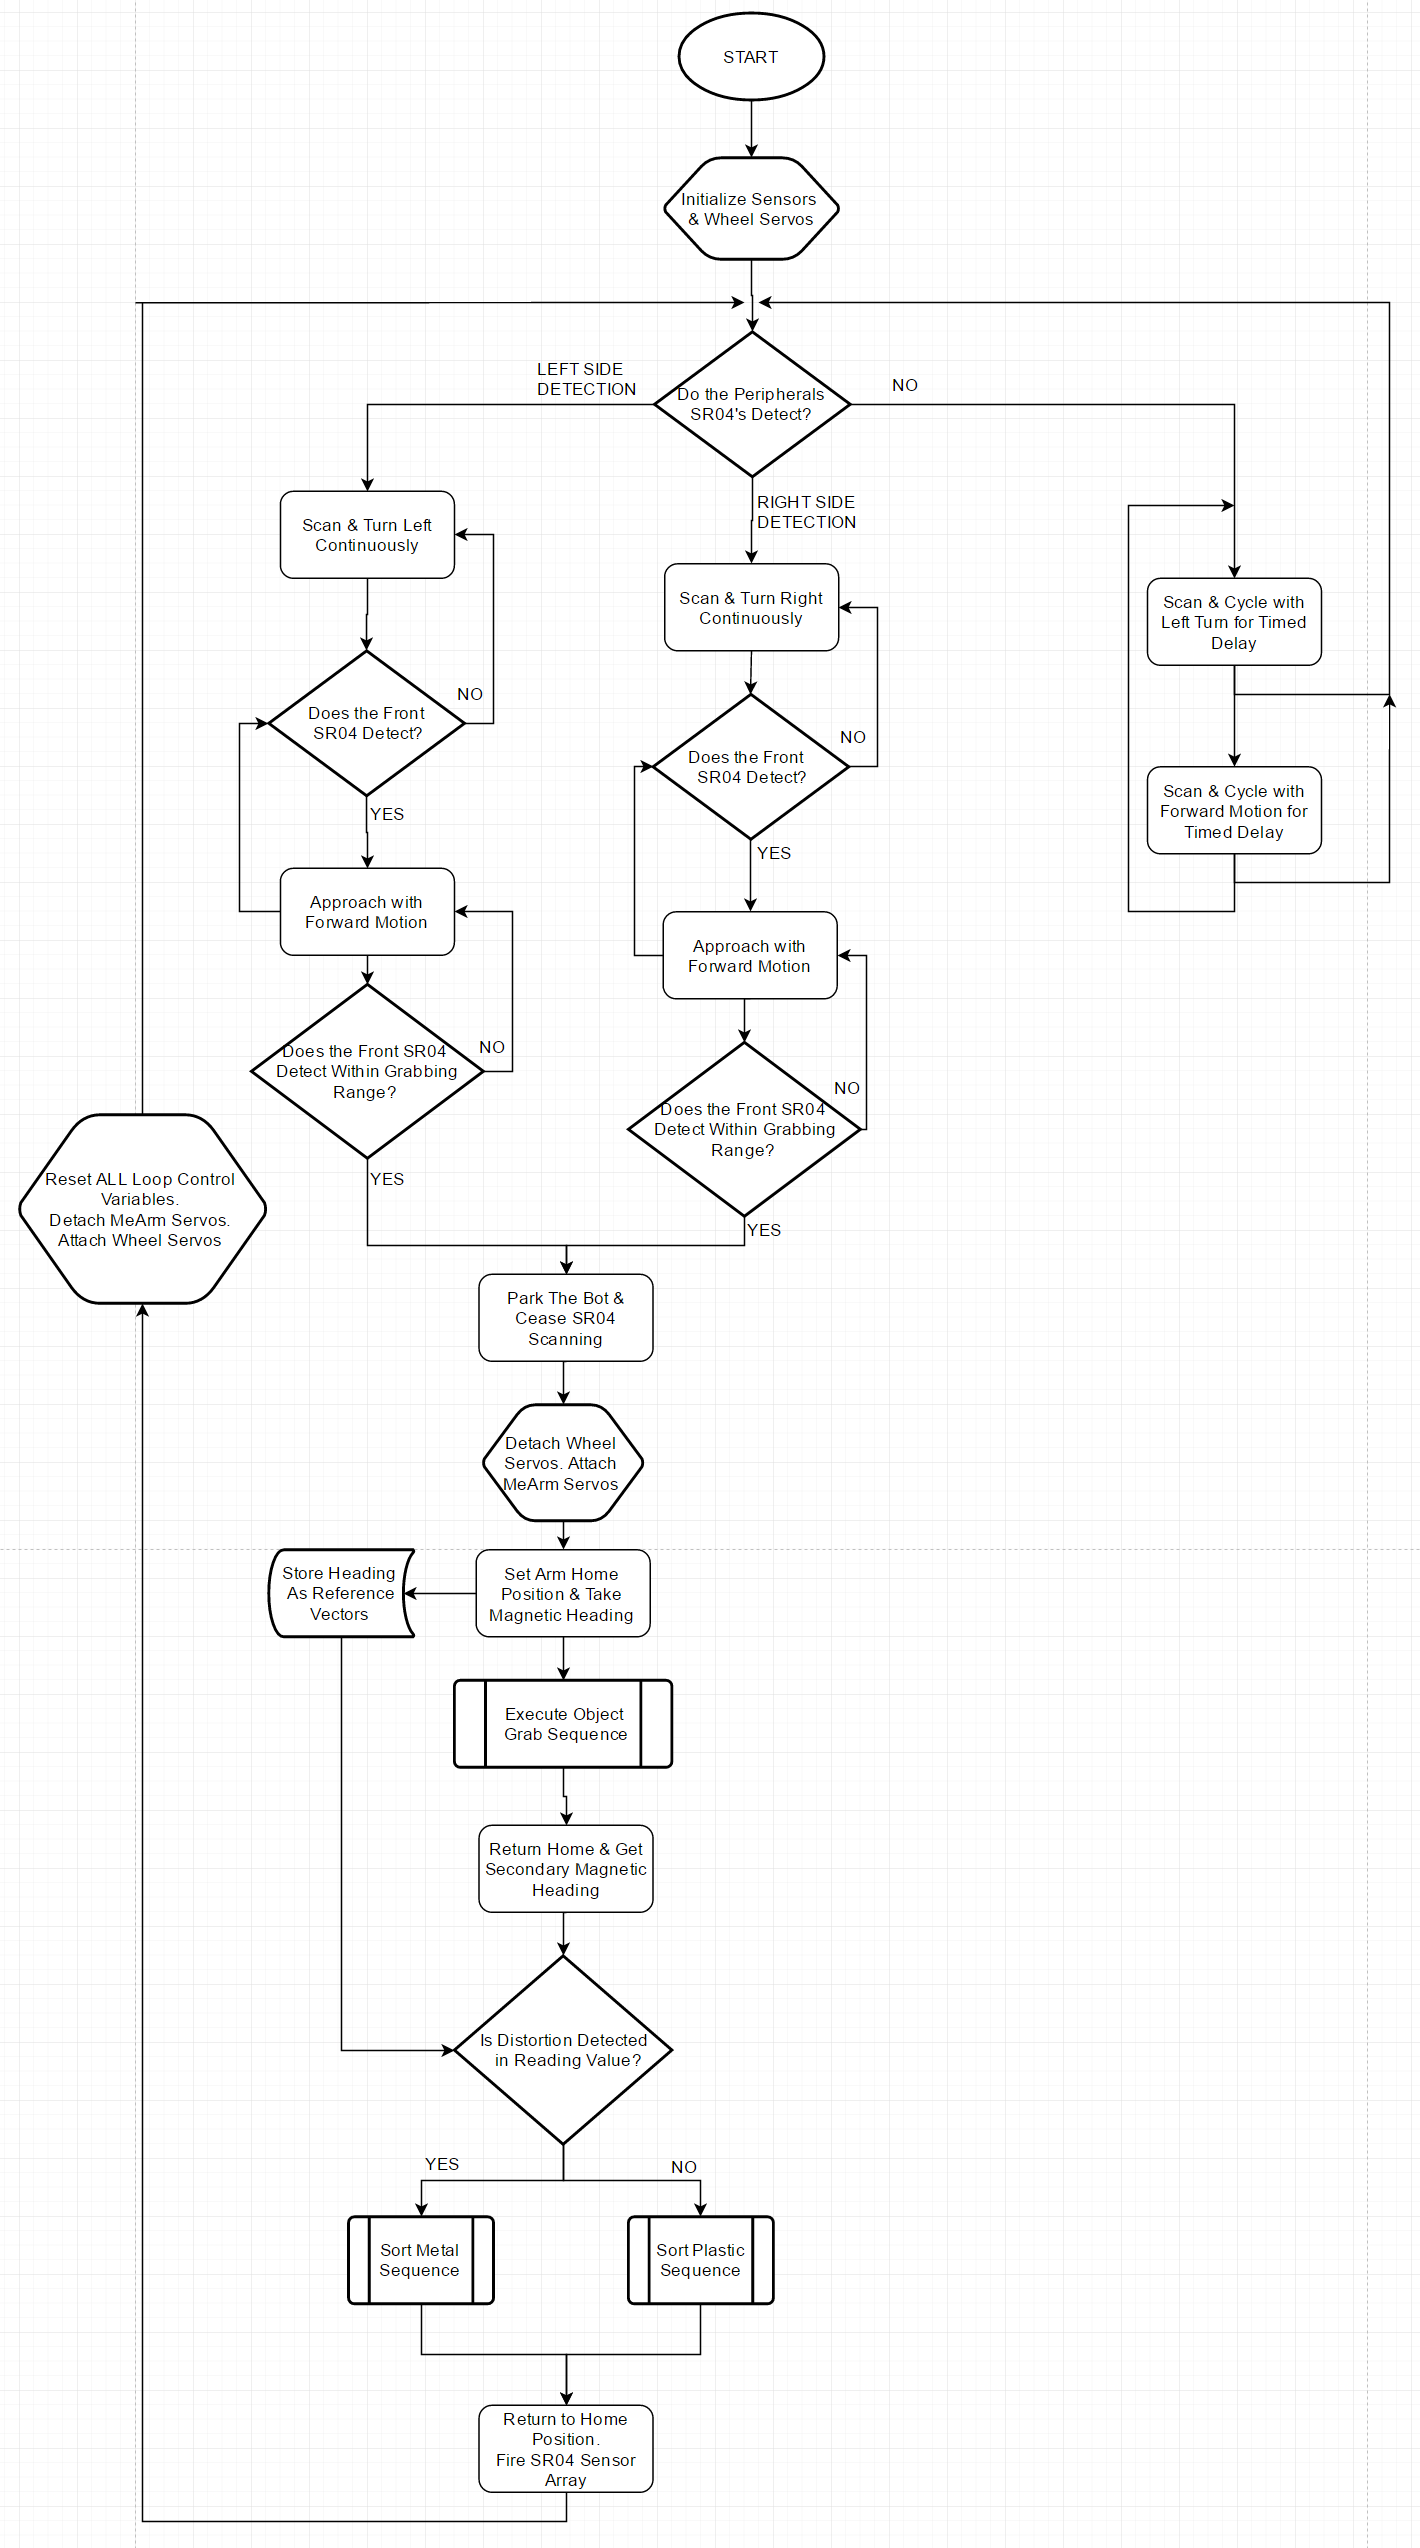 START
Initialize Sensors
& Wheel Servos
LEFT SIDE
DETECTION
Do the Peripherals
SR04's Detect?
NO
RIGHT SIDE
DETECTION
Scan & Turn Left
Continuously
Scan & Turn Right
Continuously
Scan & Cycle with
Left Turn for Timed
Delay
Does the Front
SR04 Detect?
NO
Does the Front
SR04 Detect?
NO
Scan & Cycle with
Forward Motion for
Timed Delay
YES
YES
Approach with
Forward Motion
Approach with
Forward Motion
Does the Front SR04
Detect Within Grabbing
Range?
NO
Does the Front SR04
Detect Within Grabbing
Range?
NO
YES
YES
Reset ALL Loop Control
Variables.
Detach MeArm Servos.
Attach Wheel Servos
Park The Bot &
Cease SR04
Scanning
Detach Wheel
Servos. Attach
MeArm Servos
Store Heading
As Reference
Vectors
Set Arm Home
Position & Take
Magnetic Heading
Execute Object
Grab Sequence
Return Home & Get
Secondary Magnetic
Heading
Is Distortion Detected
in Reading Value?
YES
NO
Sort Metal
Sequence
Sort Plastic
Sequence
Return to Home
Position.
Fire SR04 Sensor
Array